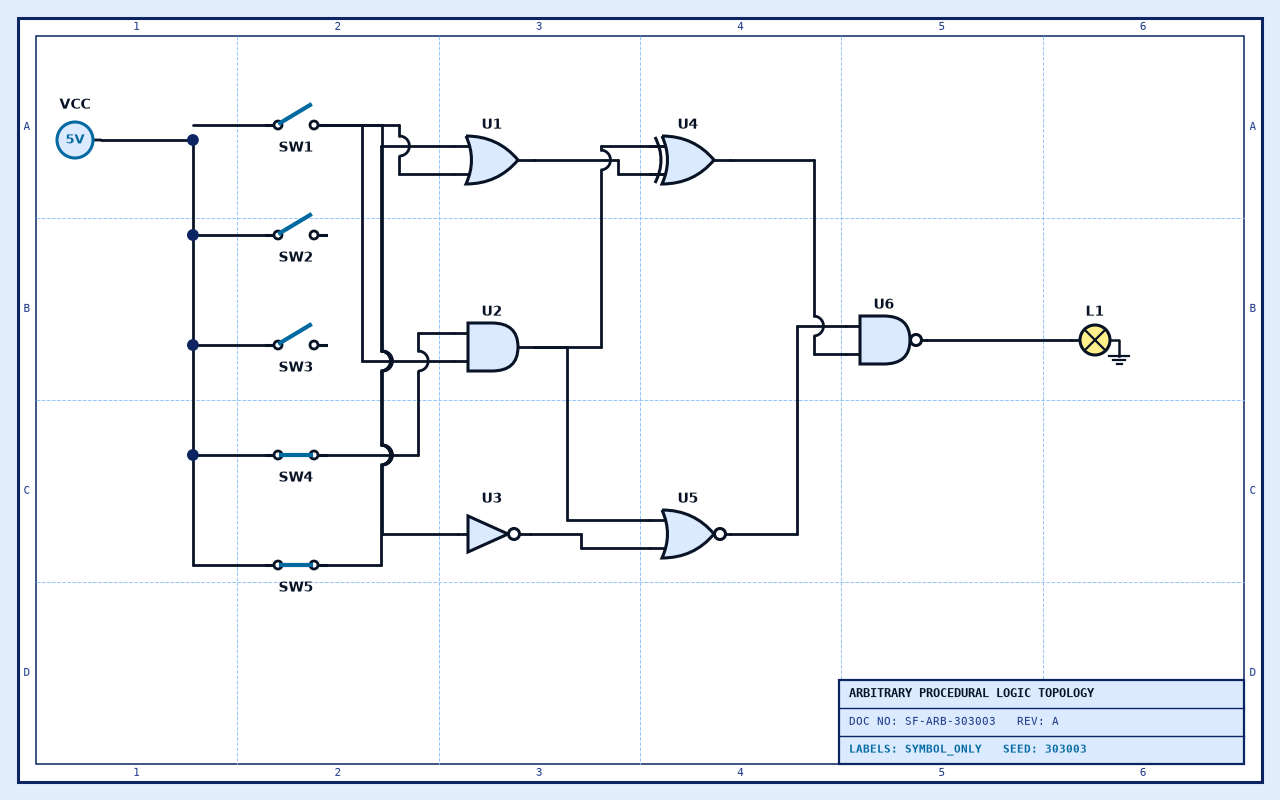 1 2 3 4 5 6
VCC
5V
A
SW1
U1
U4
A
SW2
B
SW3
U2
U6
L1
B
C
SW4
U3
U5
C
SW5
D
ARBITRARY PROCEDURAL LOGIC TOPOLOGY
D
DOC NO: SF-ARB-303003 REV: A
LABELS: SYMBOL_ONLY SEED: 303003
1 2 3 4 5 6